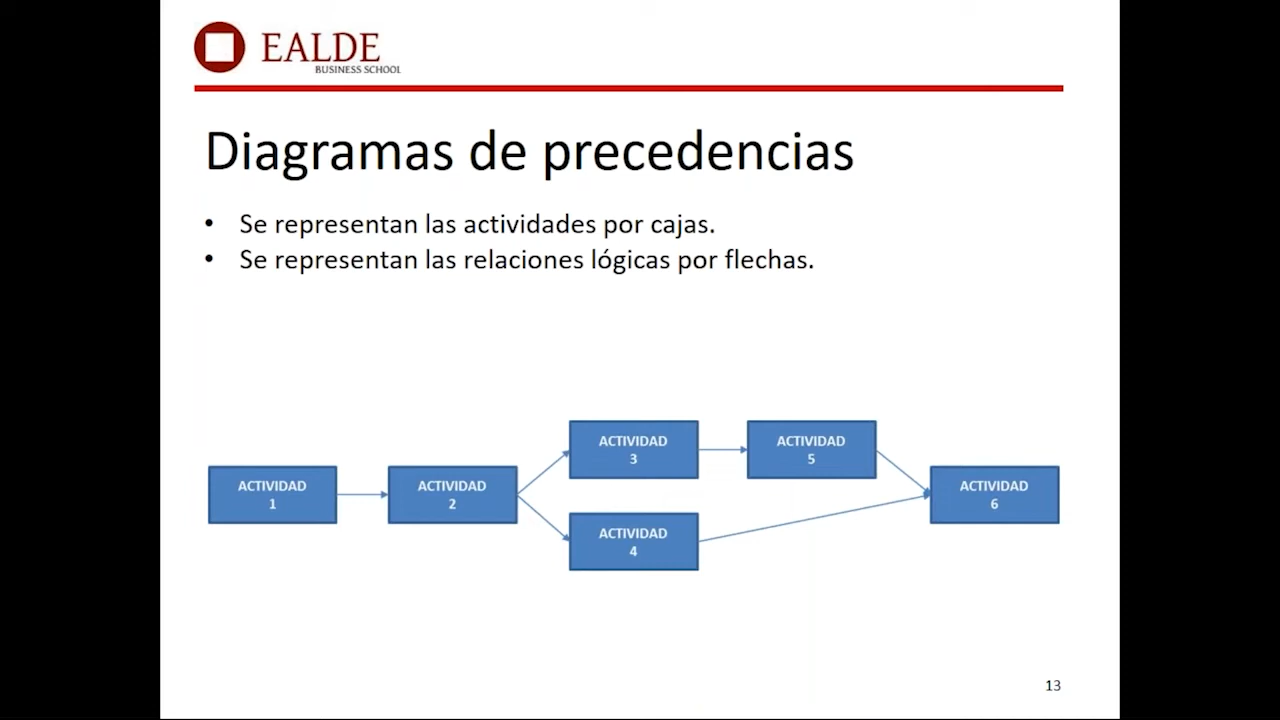 EALDE
BUSINESS SCHOOL
Diagramas de precedencias
• Se representan las actividades por cajas.
• Se representan las relaciones lógicas por flechas.
ACTIVIDAD
1
ACTIVIDAD
2
ACTIVIDAD
3
ACTIVIDAD
4
ACTIVIDAD
5
ACTIVIDAD
6
13